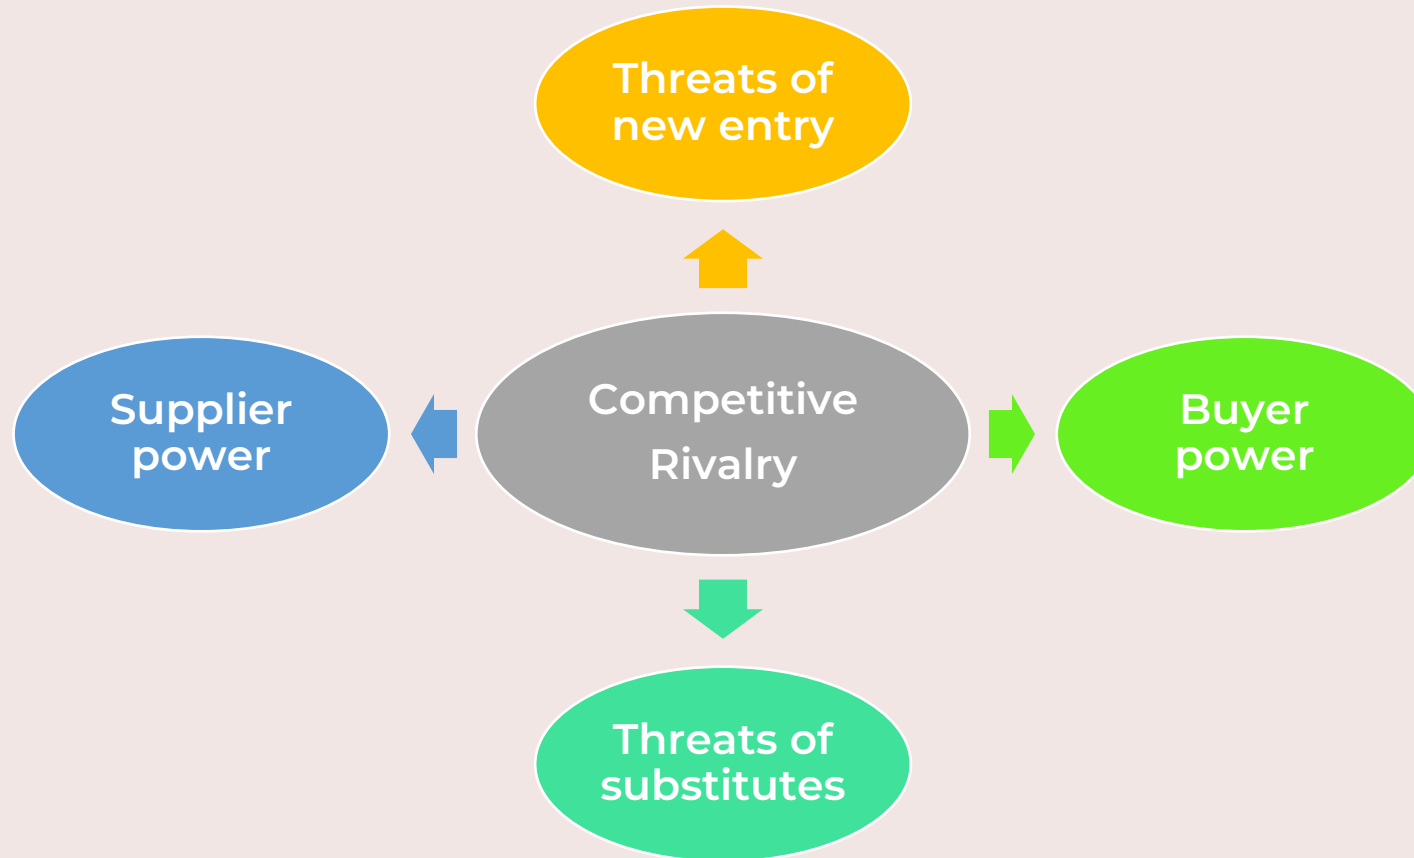 Threats of
new entry
Supplier
power
Competitive
Rivalry
Buyer
power
Threats of
substitutes